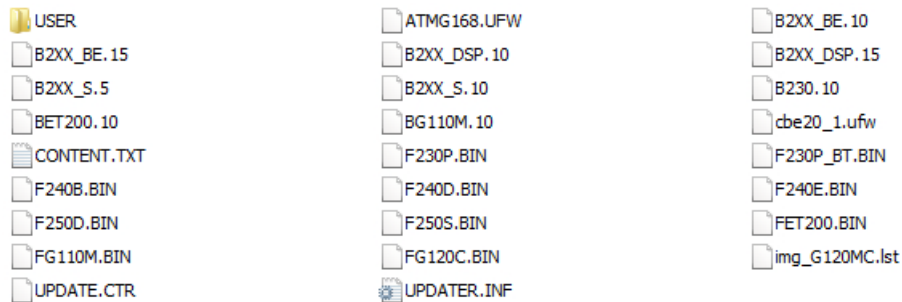 USER ATMG168.UFW B2XX_BE.10
B2XX_BE.15 B2XX_DSP.10 B2XX_DSP.15
B2XX_S.5 B2XX_S.10 B230.10
BET200.10 BG110M.10 cbe20_1.ufw
CONTENT.TXT F230P.BIN F230P_BT.BIN
F240B.BIN F240D.BIN F240E.BIN
F250D.BIN F250S.BIN FET200.BIN
FG110M.BIN FG120C.BIN img_G120MC.lst
UPDATE.CTR UPDATER.INF